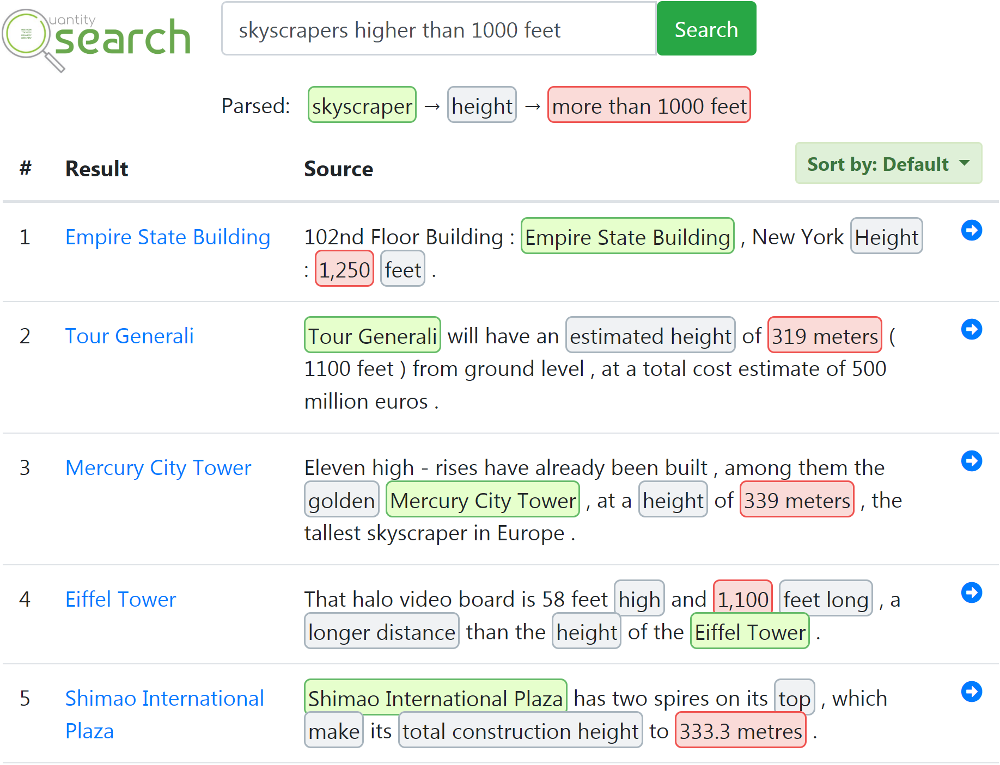 uantity
search
skyscrapers higher than 1000 feet
Search
Parsed: skyscraper → height → more than 1000 feet
# Result Source Sort by: Default
1 Empire State Building 102nd Floor Building : Empire State Building , New York Height
: 1,250 feet .
2 Tour Generali Tour Generali will have an estimated height of 319 meters (
1100 feet ) from ground level , at a total cost estimate of 500
million euros .
3 Mercury City Tower Eleven high - rises have already been built , among them the
golden Mercury City Tower , at a height of 339 meters , the
tallest skyscraper in Europe .
4 Eiffel Tower That halo video board is 58 feet high and 1,100 feet long , a
longer distance than the height of the Eiffel Tower .
5 Shimao International Shimao International Plaza has two spires on its top , which
Plaza make its total construction height to 333.3 metres .